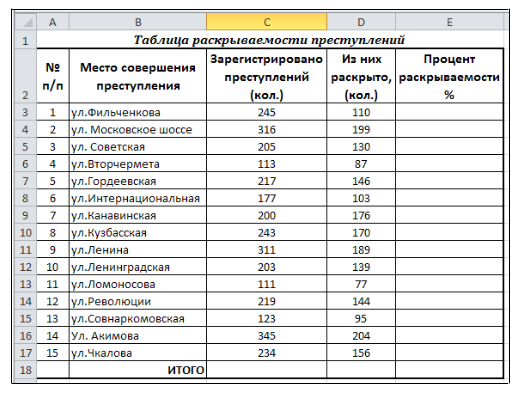 A B C D E
1 Таблица раскрываемости преступлений
2 № п/п Место совершения преступления Зарегистрировано преступлений (кол.) Из них раскрыто, (кол.) Процент раскрываемости %
3 1 ул.Фильченкова 245 110
4 2 ул. Московское шоссе 316 199
5 3 ул. Советская 205 130
6 4 ул.Вторчермета 113 87
7 5 ул.Гордеевская 217 146
8 6 ул.Интернациональная 177 103
9 7 ул.Канавинская 200 176
10 8 ул.Кузбасская 243 170
11 9 ул.Ленина 311 189
12 10 ул.Ленинградская 203 139
13 11 ул.Ломоносова 111 77
14 12 ул.Революции 219 144
15 13 ул.Совнаркомовская 123 95
16 14 Ул. Акимова 345 204
17 15 ул.Чкалова 234 156
18 ИТОГО